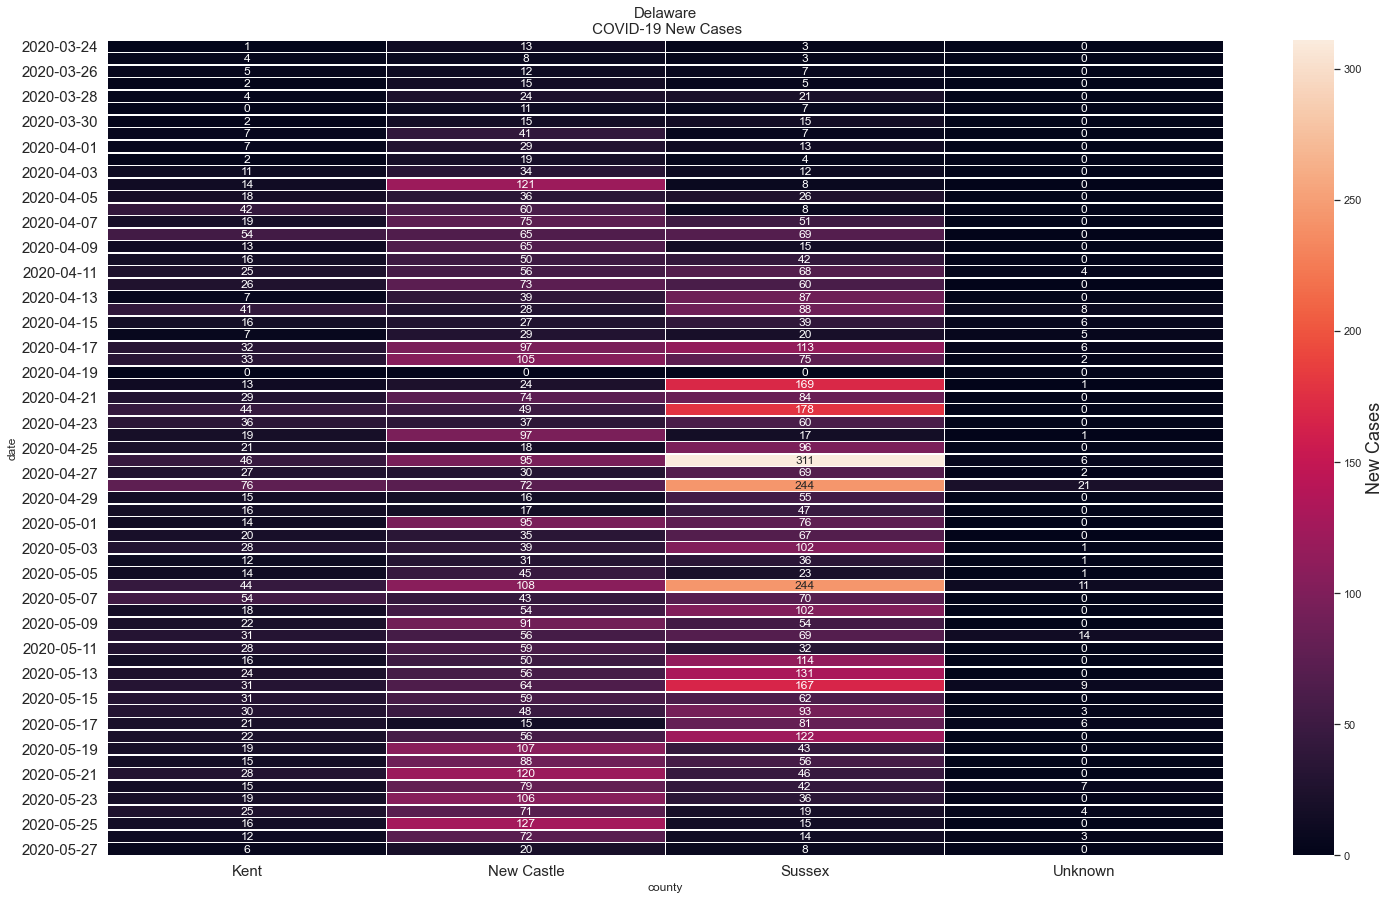 Delaware
COVID-19 New Cases
2020-03-24 1 13 3 0
4 8 3 0
2020-03-26 5 12 7 0
2 15 5 0
2020-03-28 4 24 21 0
0 11 7 0
2020-03-30 2 15 15 0
7 41 7 0
2020-04-01 7 29 13 0
2 19 4 0
2020-04-03 11 34 12 0
14 121 8 0
2020-04-05 18 36 26 0
42 60 8 0
2020-04-07 19 75 51 0
54 65 69 0
2020-04-09 13 65 15 0
16 50 42 0
2020-04-11 25 56 68 4
26 73 60 0
2020-04-13 7 39 87 0
41 28 88 8
2020-04-15 16 27 39 6
7 29 20 5
2020-04-17 32 97 113 6
33 105 75 2
2020-04-19 0 0 0 0
13 24 169 1
2020-04-21 29 74 84 0
44 49 178 0
2020-04-23 36 37 60 0
19 97 17 1
2020-04-25 21 18 96 0
46 95 311 6
2020-04-27 27 30 69 2
76 72 244 21
2020-04-29 15 16 55 0
16 17 47 0
2020-05-01 14 95 76 0
20 35 67 0
2020-05-03 28 39 102 1
12 31 36 1
2020-05-05 14 45 23 1
44 108 244 11
2020-05-07 54 43 70 0
18 54 102 0
2020-05-09 22 91 54 0
31 56 69 14
2020-05-11 28 59 32 0
16 50 114 0
2020-05-13 24 56 131 0
31 64 167 9
2020-05-15 31 59 62 0
30 48 93 3
2020-05-17 21 15 81 6
22 56 122 0
2020-05-19 19 107 43 0
15 88 56 0
2020-05-21 28 120 46 0
15 79 42 7
2020-05-23 19 106 36 0
25 71 19 4
2020-05-25 16 127 15 0
12 72 14 3
2020-05-27 6 20 8 0
Kent New Castle Sussex Unknown
county
date
300
250
200
150
100
50
0
New Cases